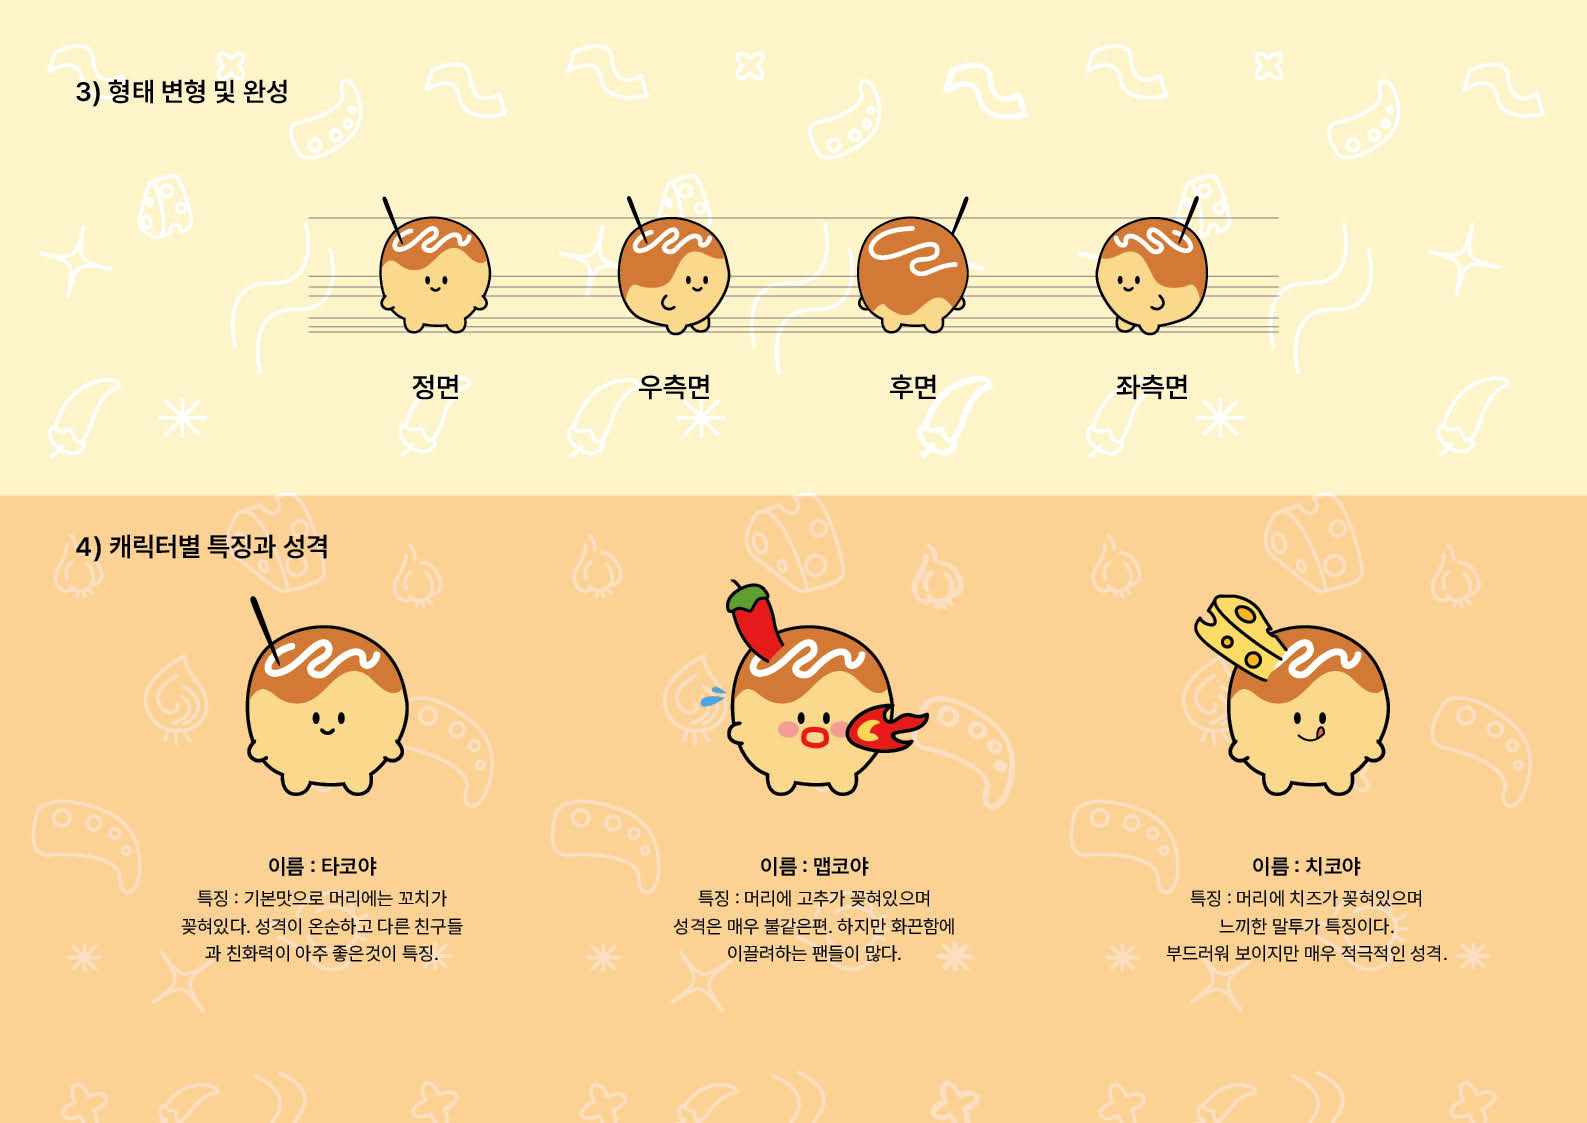 3) 형태 변형 및 완성
정면
우측면
후면
좌측면
4) 캐릭터별 특징과 성격
이름 : 타코야
특징 : 기본맛으로 머리에는 꼬치가
꽂혀있다. 성격이 온순하고 다른 친구들
과 친화력이 아주 좋은것이 특징.
이름 : 맵코야
특징 : 머리에 고추가 꽂혀있으며
성격은 매우 불같은편. 하지만 화끈함에
이끌려하는 팬들이 많다.
이름 : 치코야
특징 : 머리에 치즈가 꽂혀있으며
느끼한 말투가 특징이다.
부드러워 보이지만 매우 적극적인 성격.